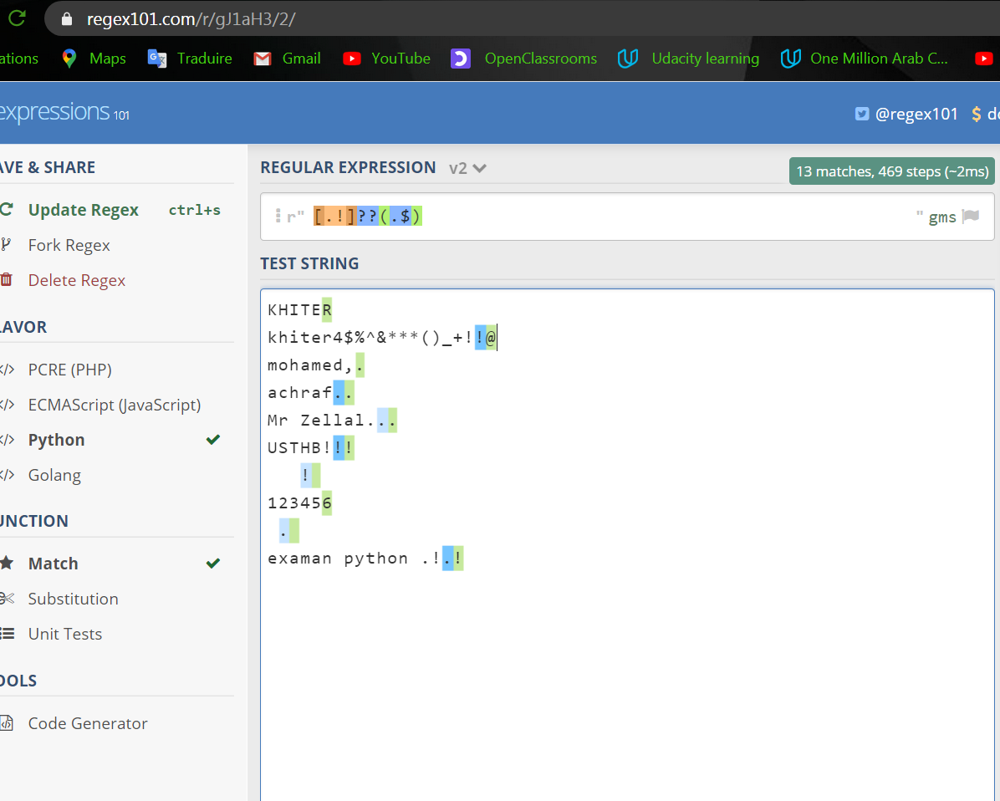 regex101.com/r/gJ1aH3/2/
ations Maps Traduire Gmail YouTube OpenClassrooms Udacity learning One Million Arab C...
expressions 101 @regex101 $ do
AVE & SHARE
Update Regex ctrl+s
Fork Regex
Delete Regex
LAVOR
</> PCRE (PHP)
</> ECMAScript (JavaScript)
</> Python
</> Golang
UNCTION
Match
Substitution
Unit Tests
OOLS
Code Generator
REGULAR EXPRESSION v2
13 matches, 469 steps (~2ms)
r" [.!]??(.$) " gms
TEST STRING
KHITER
khiter4$%^&***()_+!!@
mohamed,.
achraf..
Mr Zellal...
USTHB!!!
!
123456
.
examan python .!.!